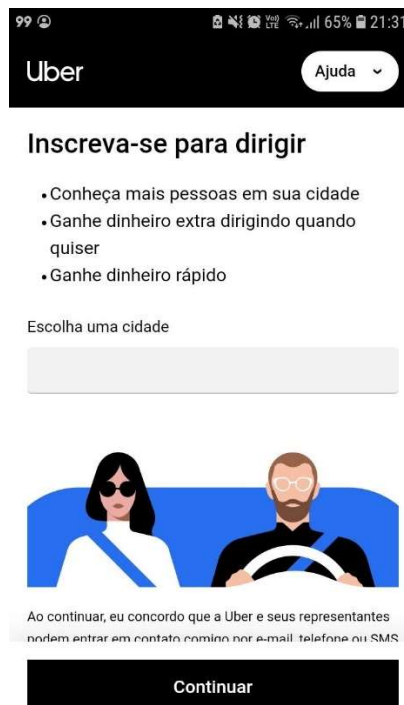 99 65% 21:31
Uber
Ajuda
Inscreva-se para dirigir
• Conheça mais pessoas em sua cidade
• Ganhe dinheiro extra dirigindo quando
quiser
• Ganhe dinheiro rápido
Escolha uma cidade
Ao continuar, eu concordo que a Uber e seus representantes
podem entrar em contato comigo por e-mail, telefone ou SMS
Continuar